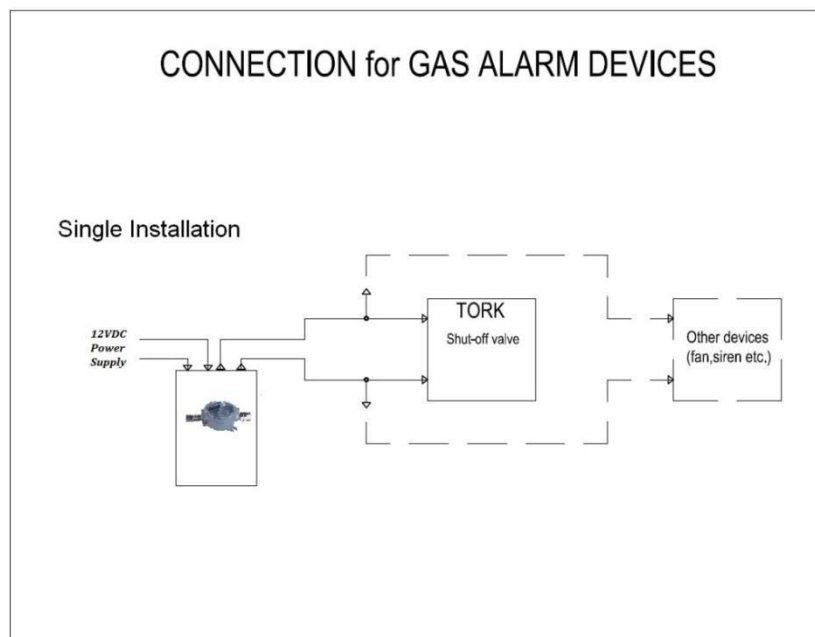 CONNECTION for GAS ALARM DEVICES
Single Installation
12VDC
Power
Supply
TORK
Shut-off valve
Other devices
(fan,siren etc.)